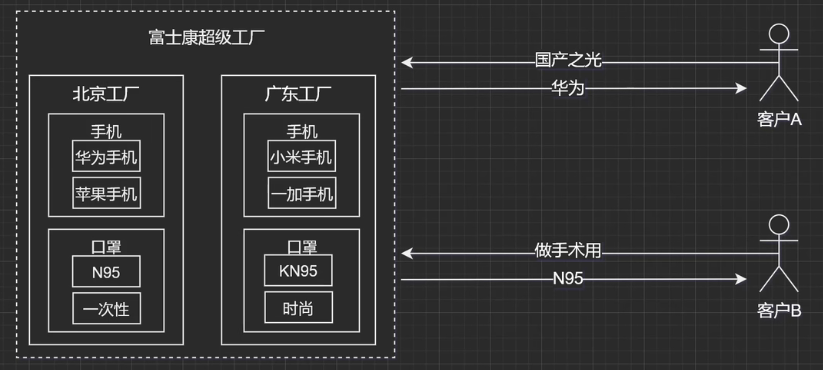 富士康超级工厂
北京工厂
手机
华为手机
苹果手机
口罩
N95
一次性
广东工厂
手机
小米手机
一加手机
口罩
KN95
时尚
国产之光
华为
客户A
做手术用
N95
客户B